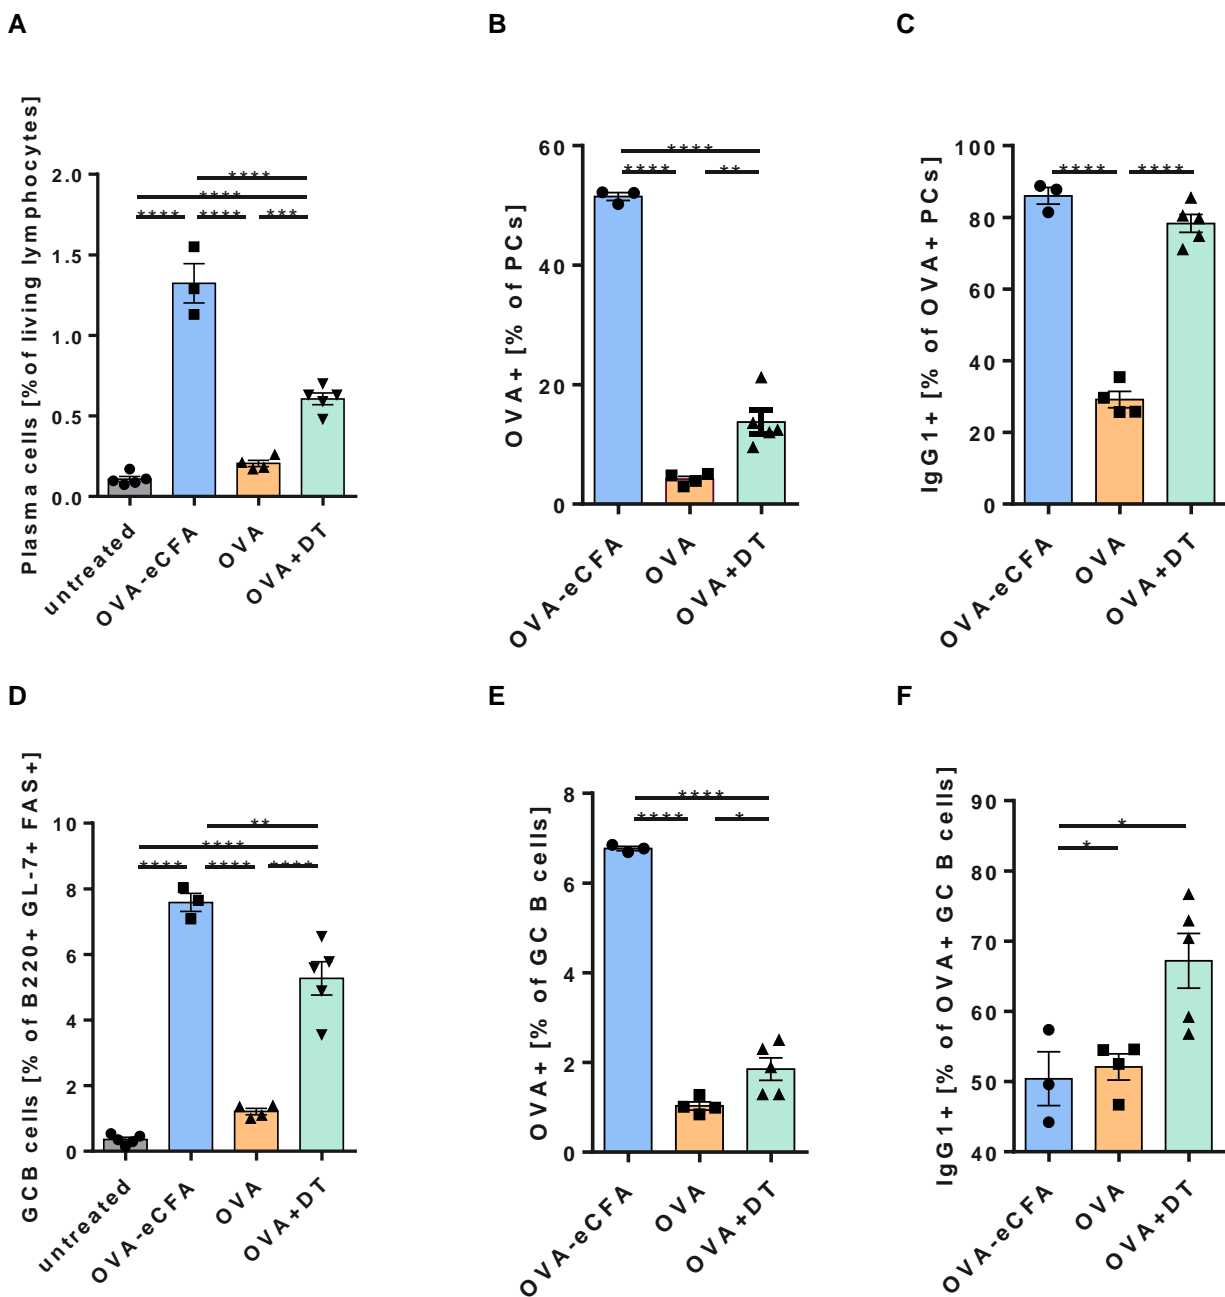 A
Plasma cells [%of living lymphocytes]
2.0
1.5
1.0
0.5
0.0
****
****
**** **** ***
untreated
OVA-eCFA
OVA
OVA+DT
B
OVA+ [% of PCs]
60
40
20
0
****
**** **
OVA-eCFA
OVA
OVA+DT
C
IgG1+ [% of OVA+ PCs]
100
80
60
40
20
0
**** ****
OVA-eCFA
OVA
OVA+DT
D
GCB cells [% of B220+ GL-7+ FAS+]
10
8
6
4
2
0
**
****
**** **** ****
untreated
OVA-eCFA
OVA
OVA+DT
E
OVA+ [% of GC B cells]
8
6
4
2
0
****
**** *
OVA-eCFA
OVA
OVA+DT
F
IgG1+ [% of OVA+ GC B cells]
90
80
70
60
50
40
*
*
OVA-eCFA
OVA
OVA+DT